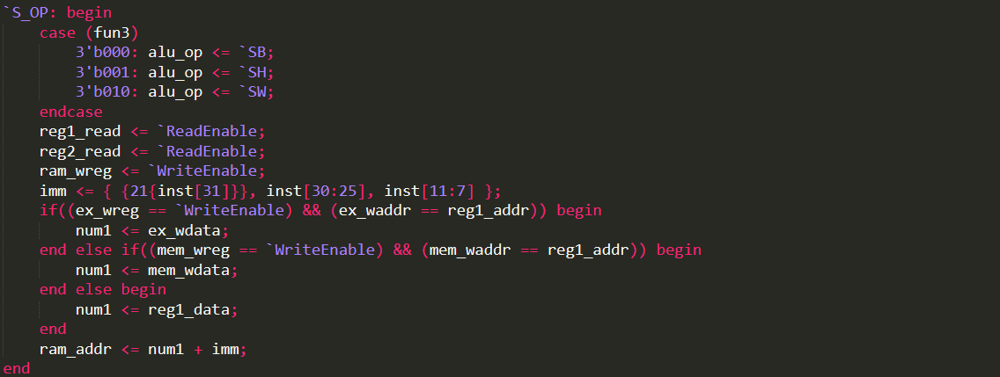 `S_OP: begin
    case (fun3)
        3'b000: alu_op <= `SB;
        3'b001: alu_op <= `SH;
        3'b010: alu_op <= `SW;
    endcase
    reg1_read <= `ReadEnable;
    reg2_read <= `ReadEnable;
    ram_wreg <= `WriteEnable;
    imm <= { {21{inst[31]}}, inst[30:25], inst[11:7] };
    if((ex_wreg == `WriteEnable) && (ex_waddr == reg1_addr)) begin
        num1 <= ex_wdata;
    end else if((mem_wreg == `WriteEnable) && (mem_waddr == reg1_addr)) begin
        num1 <= mem_wdata;
    end else begin
        num1 <= reg1_data;
    end
    ram_addr <= num1 + imm;
end